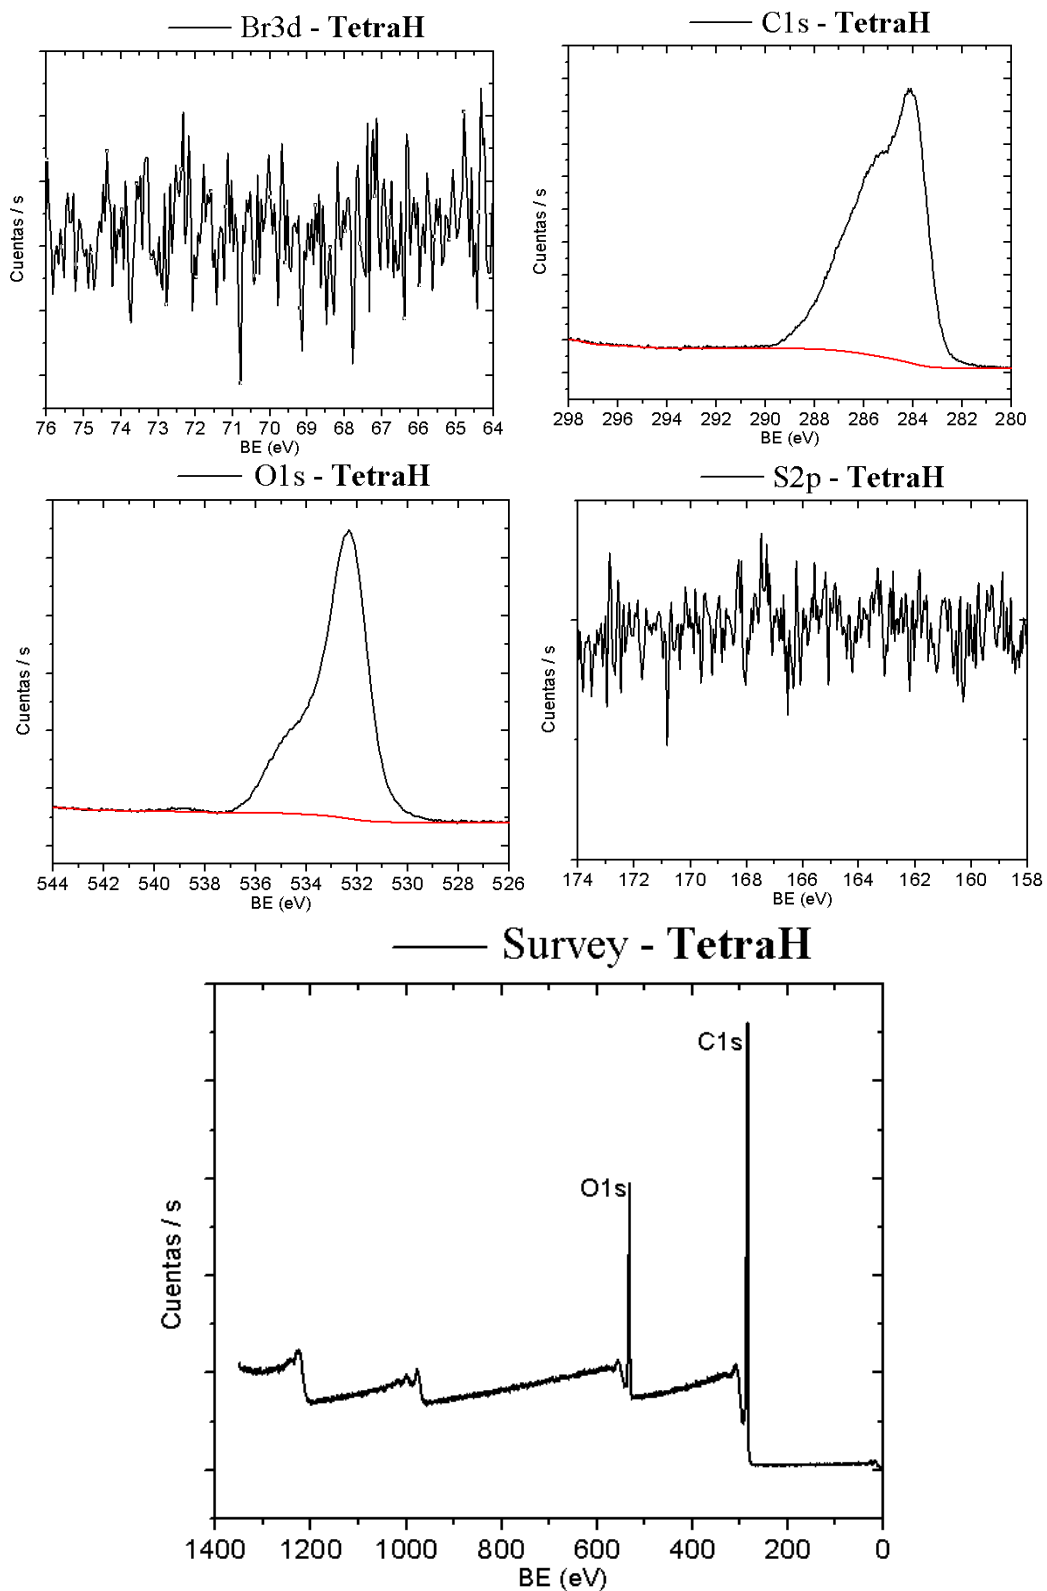 Br3d - TetraH
Cuentas / s
76 75 74 73 72 71 70 69 68 67 66 65 64
BE (eV)
C1s - TetraH
Cuentas / s
298 296 294 292 290 288 286 284 282 280
BE (eV)
O1s - TetraH
Cuentas / s
544 542 540 538 536 534 532 530 528 526
BE (eV)
S2p - TetraH
Cuentas / s
174 172 170 168 166 164 162 160 158
BE (eV)
Survey - TetraH
C1s
O1s
Cuentas / s
1400 1200 1000 800 600 400 200 0
BE (eV)